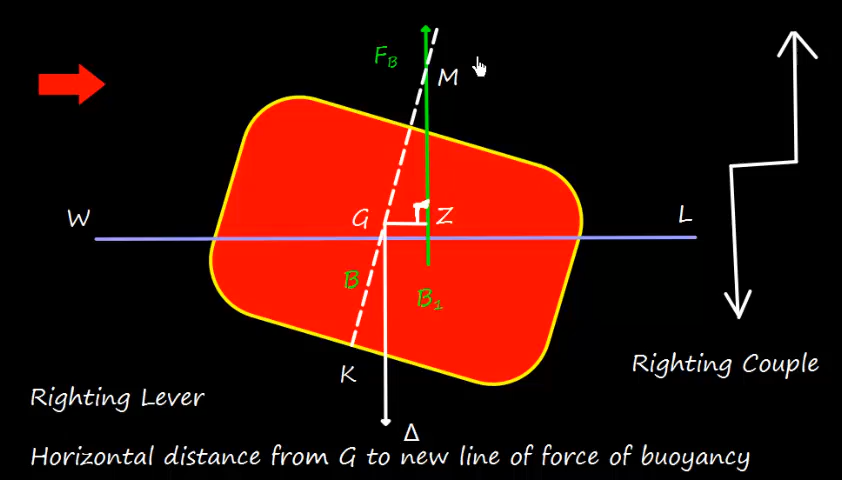 F_B
M
W
G
Z
L
B
B₁
K
Righting Couple
Righting Lever
Δ
Horizontal distance from G to new line of force of buoyancy